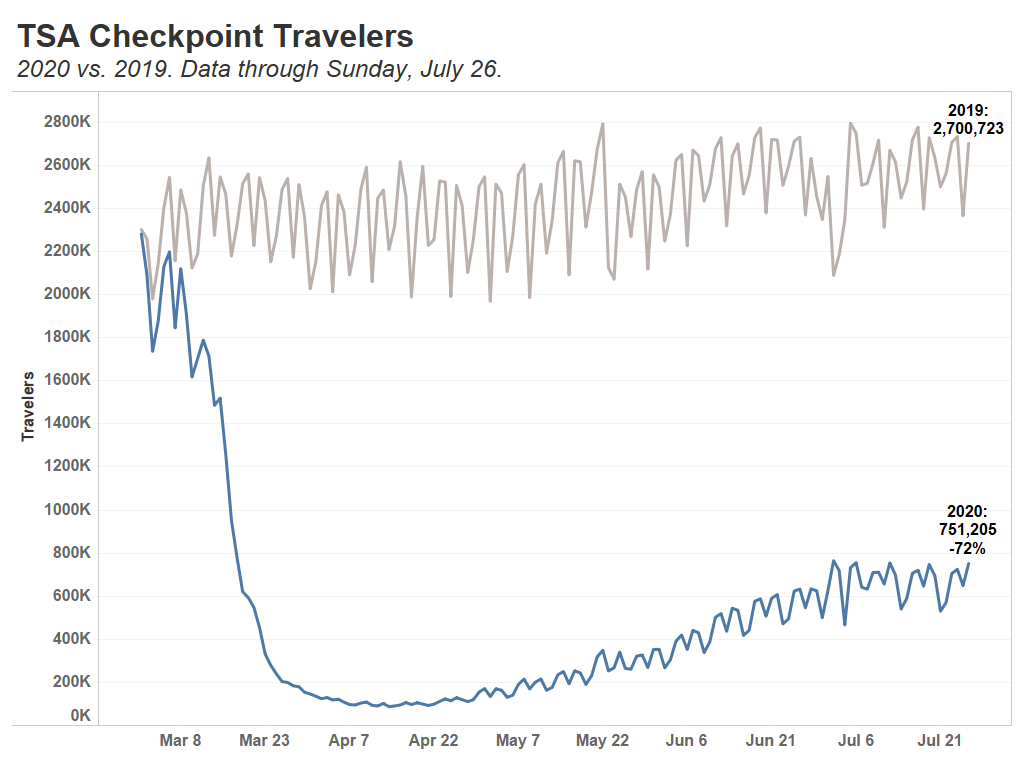 TSA Checkpoint Travelers
2020 vs. 2019. Data through Sunday, July 26.
2019:
2,700,723
2800K
2600K
2400K
2200K
2000K
1800K
1600K
1400K
1200K
1000K
800K
600K
400K
200K
0K
Travelers
2020:
751,205
-72%
Mar 8
Mar 23
Apr 7
Apr 22
May 7
May 22
Jun 6
Jun 21
Jul 6
Jul 21